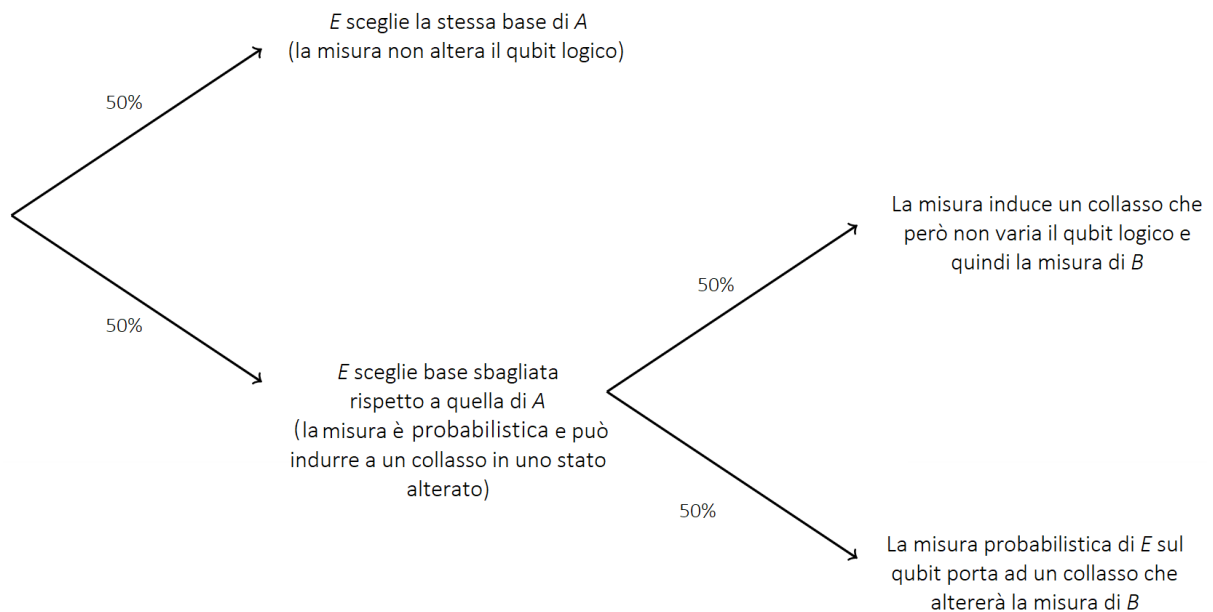 E sceglie la stessa base di A
(la misura non altera il qubit logico)
50%
50%
E sceglie base sbagliata
rispetto a quella di A
(la misura è probabilistica e può
indurre a un collasso in uno stato
alterato)
50%
La misura induce un collasso che
però non varia il qubit logico e
quindi la misura di B
50%
La misura probabilistica di E sul
qubit porta ad un collasso che
altererà la misura di B